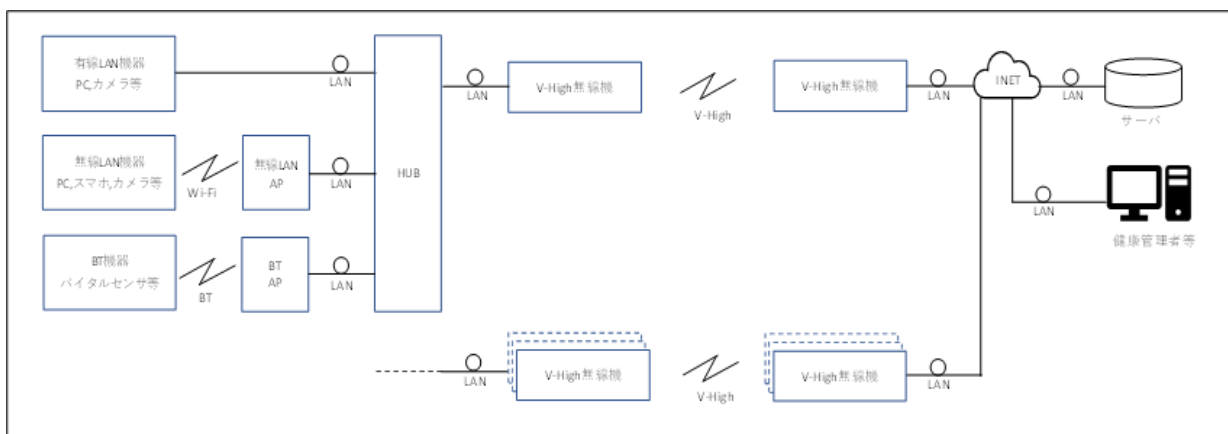 有線LAN機器
PC,カメラ等
LAN
HUB
LAN
V-High無線機
V-High
V-High無線機
LAN
INET
LAN
サーバ
無線LAN機器
PC,スマホ,カメラ等
Wi-Fi
無線LAN
AP
LAN
LAN
健康管理者等
BT機器
バイタルセンサ等
BT
BT
AP
LAN
LAN
V-High無線機
V-High
V-High無線機
LAN